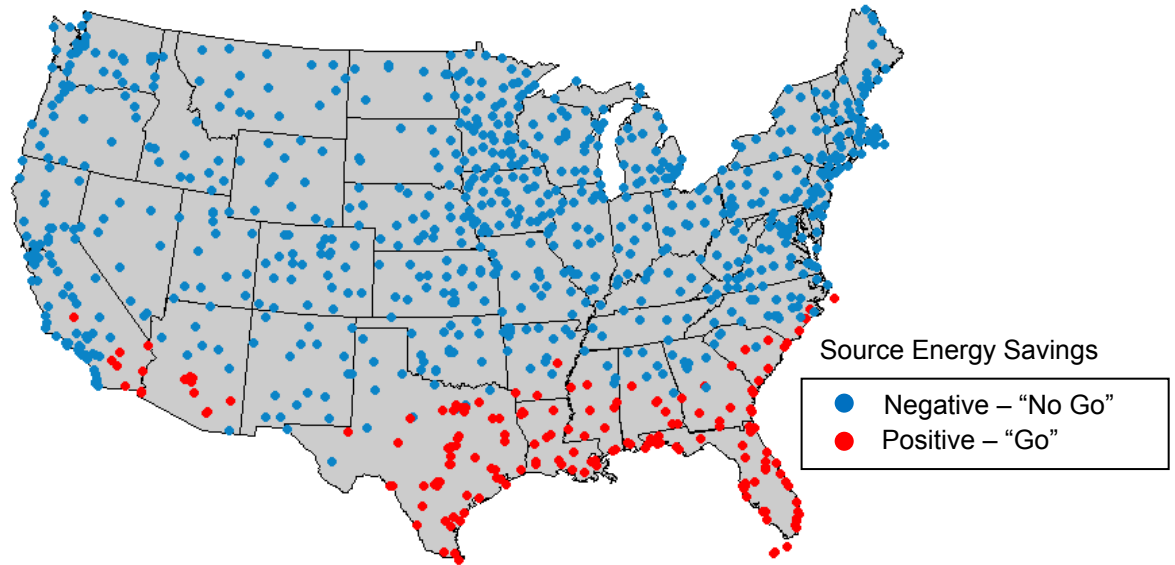 Source Energy Savings
Negative – “No Go”
Positive – “Go”